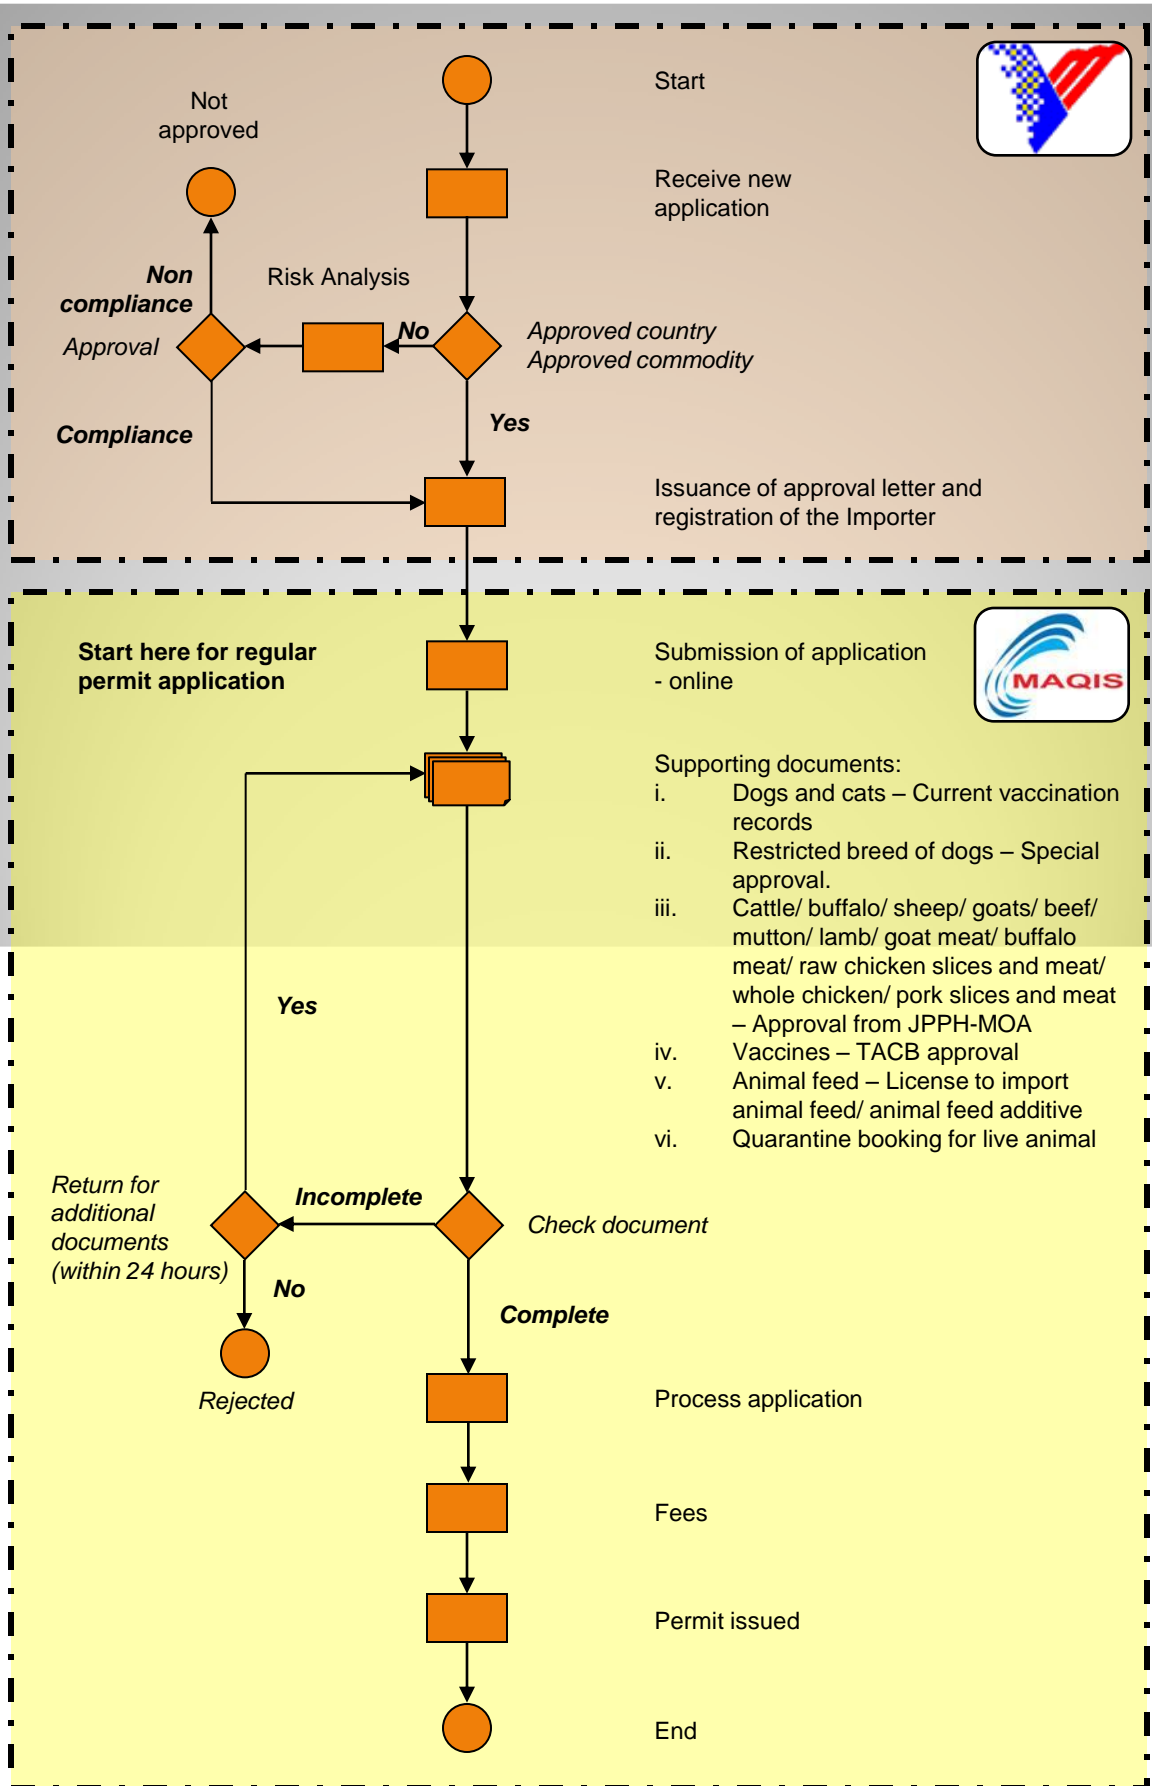 Start
Not
approved
Receive new
application
Non
compliance
Risk Analysis
Approval
No
Approved country
Approved commodity
Compliance
Yes
Issuance of approval letter and
registration of the Importer
Start here for regular
permit application
Submission of application
- online
MAQIS
Supporting documents:
i. Dogs and cats – Current vaccination
records
ii. Restricted breed of dogs – Special
approval.
iii. Cattle/ buffalo/ sheep/ goats/ beef/
mutton/ lamb/ goat meat/ buffalo
meat/ raw chicken slices and meat/
whole chicken/ pork slices and meat
– Approval from JPPH-MOA
iv. Vaccines – TACB approval
v. Animal feed – License to import
animal feed/ animal feed additive
vi. Quarantine booking for live animal
Yes
Return for
additional
documents
(within 24 hours)
Incomplete
Check document
No
Complete
Rejected
Process application
Fees
Permit issued
End